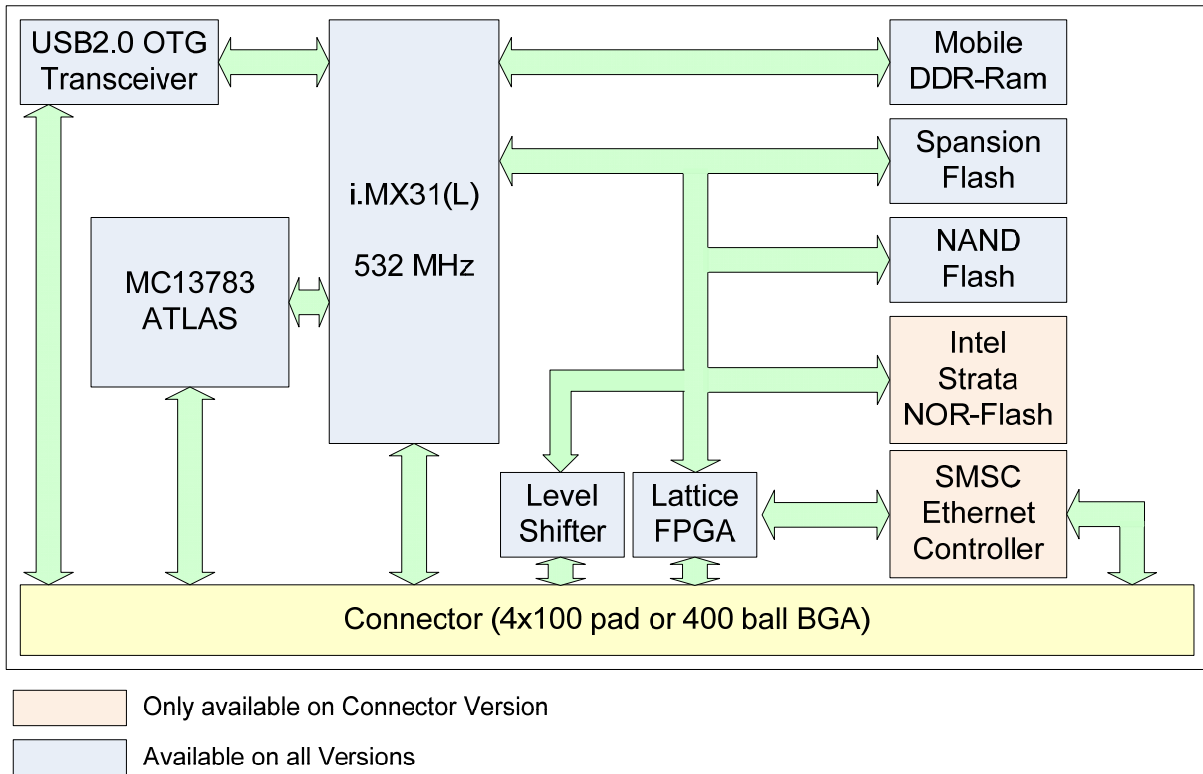 USB2.0 OTG
Transceiver
i.MX31(L)
532 MHz
Mobile
DDR-Ram
Spansion
Flash
MC13783
ATLAS
NAND
Flash
Intel
Strata
NOR-Flash
Level
Shifter
Lattice
FPGA
SMSC
Ethernet
Controller
Connector (4x100 pad or 400 ball BGA)
Only available on Connector Version
Available on all Versions